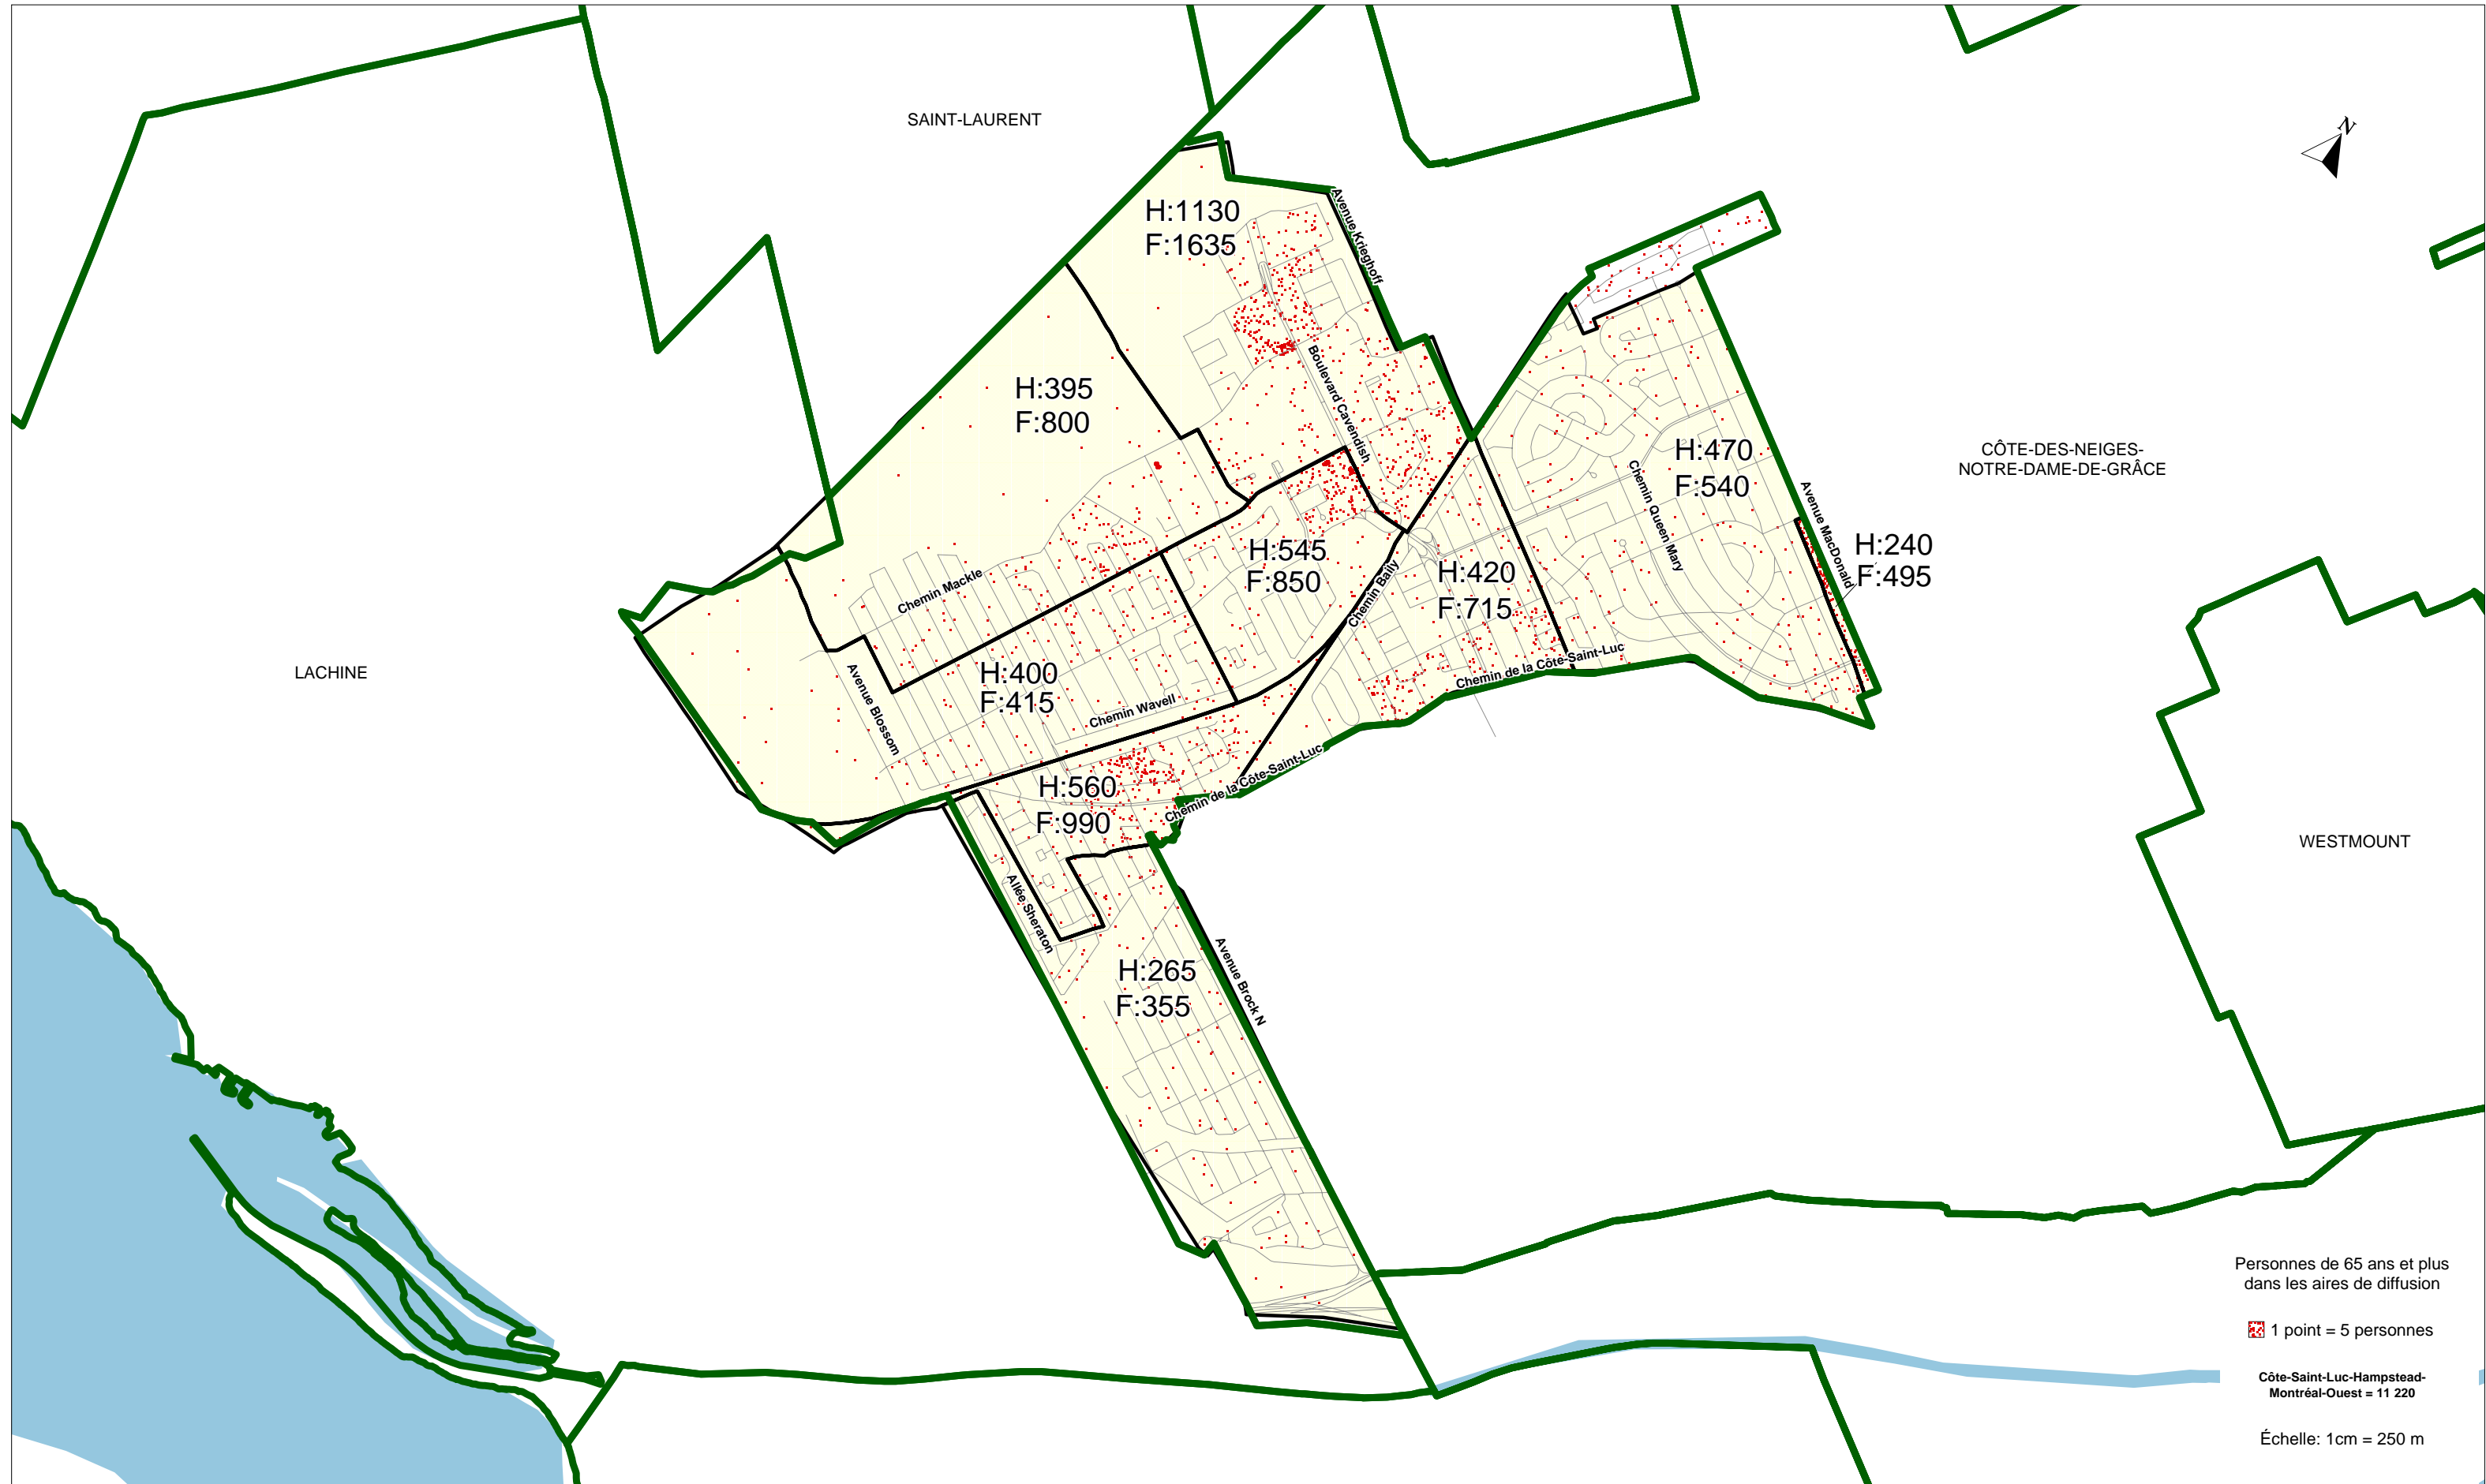 SAINT-LAURENT
N
H:1130
F:1635
Avenue Krieghoff
H:395
F:800
Boulevard Cavendish
H:470
F:540
CÔTE-DES-NEIGES-
NOTRE-DAME-DE-GRÂCE
Chemin Queen Mary
Avenue MacDonald
H:240
F:495
H:545
F:850
Chemin Baily
H:420
F:715
Chemin Mackle
LACHINE
Avenue Blossom
H:400
F:415
Chemin Wavell
Chemin de la Côte-Saint-Luc
H:560
F:990
Chemin de la Côte-Saint-Luc
WESTMOUNT
Allée Sheraton
H:265
F:355
Avenue Brock N
Personnes de 65 ans et plus
dans les aires de diffusion
1 point = 5 personnes
Côte-Saint-Luc-Hampstead-
Montréal-Ouest = 11 220
Échelle: 1cm = 250 m